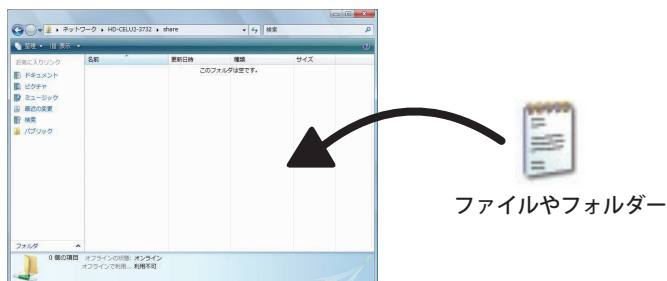 ネットワーク ▸ HD-CELU2-3732 ▸ share
検索
整理 表示
お気に入りリンク
ドキュメント
ピクチャ
ミュージック
最近の変更
検索
パブリック
フォルダ
名前 更新日時 種類 サイズ
このフォルダは空です。
0 個の項目 オフラインの状態: オンライン
オフラインで利用... 利用不可
ファイルやフォルダー